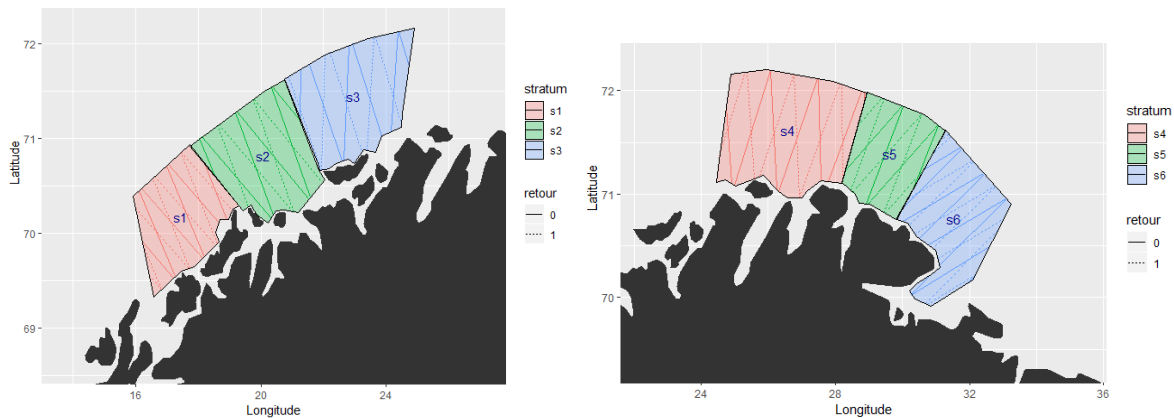 72
71
70
69
Latitude
16
20
24
Longitude
s1
s2
s3
stratum
s1
s2
s3
retour
0
1
72
71
70
Latitude
24
28
32
36
Longitude
s4
s5
s6
stratum
s4
s5
s6
retour
0
1